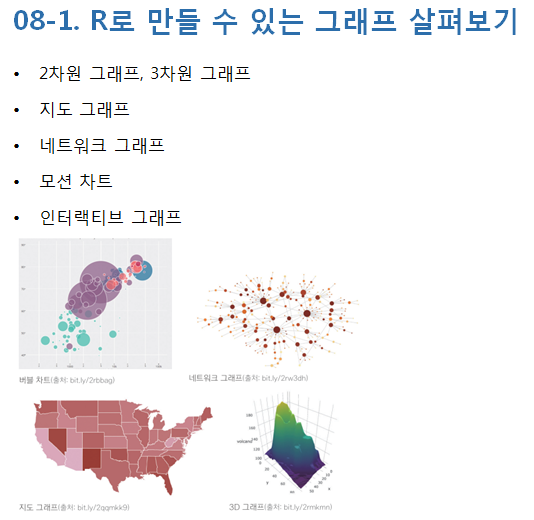 08-1. R로 만들 수 있는 그래프 살펴보기
• 2차원 그래프, 3차원 그래프
• 지도 그래프
• 네트워크 그래프
• 모션 차트
• 인터랙티브 그래프
버블 차트(출처: bit.ly/2rbbag)
네트워크 그래프(출처: bit.ly/2rw3dh)
volcano
지도 그래프(출처: bit.ly/2qqmkk9)
3D 그래프(출처: bit.ly/2rmkmn)